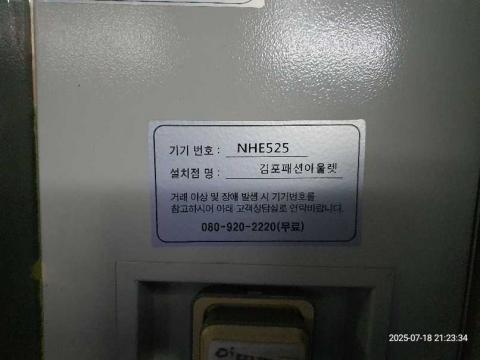 기기 번호 : NHE525
설치점 명 : 김포패션아울렛
거래 이상 및 장애 발생 시 기기번호를
참고하시어 아래 고객상담실로 연락바랍니다.
080-920-2220(무료)
2025-07-18 21:23:34